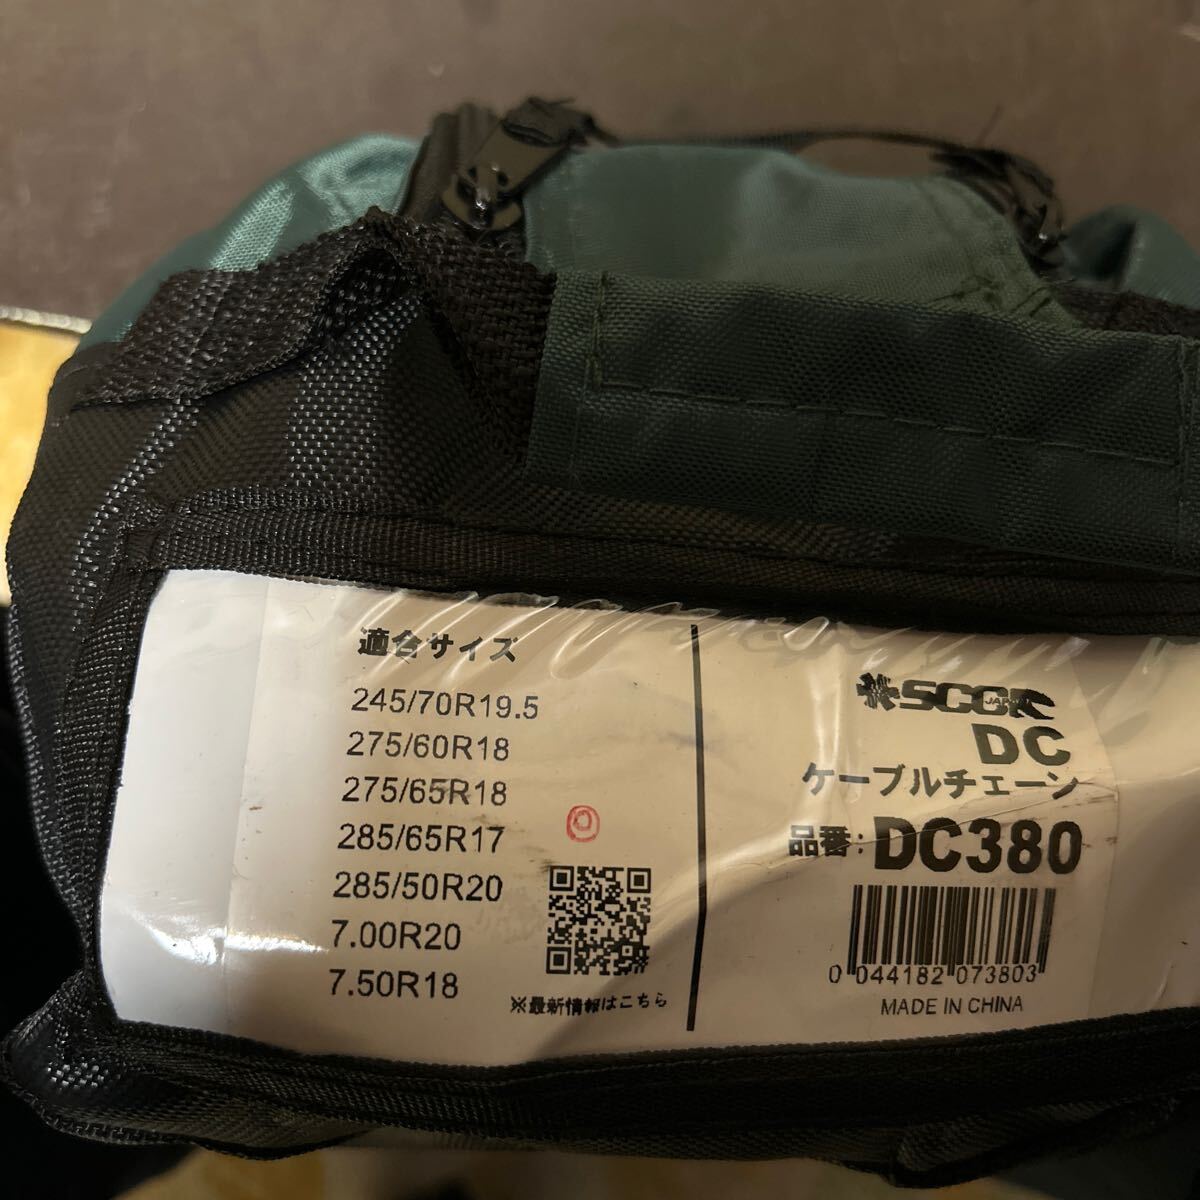 適合サイズ
245/70R19.5
275/60R18
275/65R18
285/65R17
285/50R20
7.00R20
7.50R18
※最新情報はこちら
SCC JAPAN
DC
ケーブルチェーン
品番: DC380
0 044182 073803
MADE IN CHINA